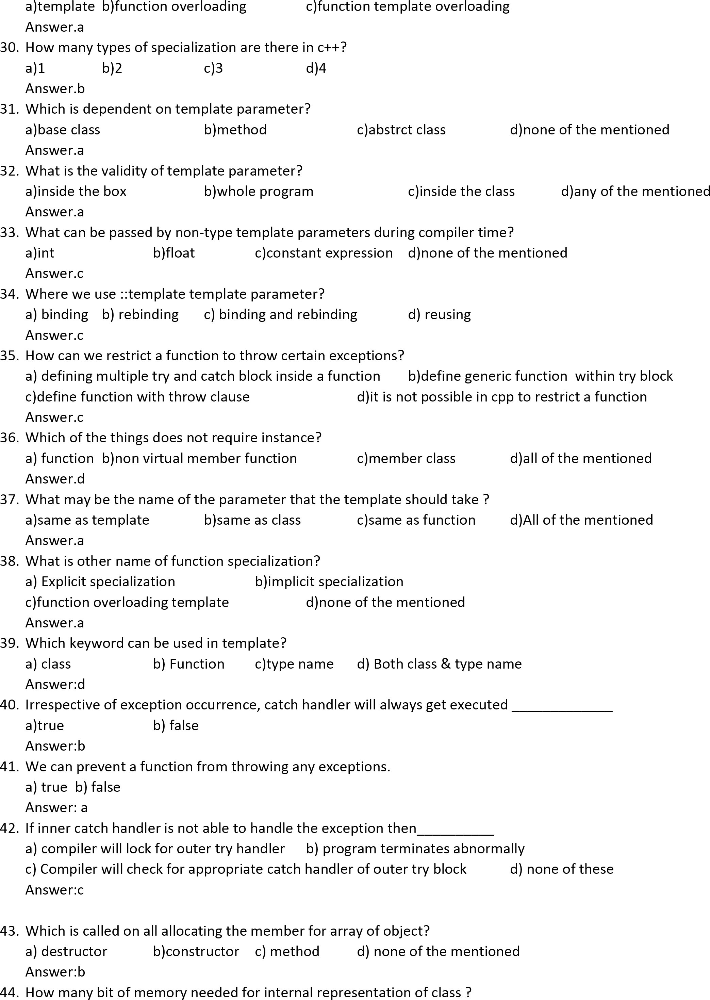 a)template b)function overloading c)function template overloading
Answer.a
30. How many types of specialization are there in c++?
a)1 b)2 c)3 d)4
Answer.b
31. Which is dependent on template parameter?
a)base class b)method c)abstrct class d)none of the mentioned
Answer.a
32. What is the validity of template parameter?
a)inside the box b)whole program c)inside the class d)any of the mentioned
Answer.a
33. What can be passed by non-type template parameters during compiler time?
a)int b)float c)constant expression d)none of the mentioned
Answer.c
34. Where we use ::template template parameter?
a) binding b) rebinding c) binding and rebinding d) reusing
Answer.c
35. How can we restrict a function to throw certain exceptions?
a) defining multiple try and catch block inside a function b)define generic function within try block
c)define function with throw clause d)it is not possible in cpp to restrict a function
Answer.c
36. Which of the things does not require instance?
a) function b)non virtual member function c)member class d)all of the mentioned
Answer.d
37. What may be the name of the parameter that the template should take ?
a)same as template b)same as class c)same as function d)All of the mentioned
Answer.a
38. What is other name of function specialization?
a) Explicit specialization b)implicit specialization
c)function overloading template d)none of the mentioned
Answer.a
39. Which keyword can be used in template?
a) class b) Function c)type name d) Both class & type name
Answer:d
40. Irrespective of exception occurrence, catch handler will always get executed _____________
a)true b) false
Answer:b
41. We can prevent a function from throwing any exceptions.
a) true b) false
Answer: a
42. If inner catch handler is not able to handle the exception then__________
a) compiler will lock for outer try handler b) program terminates abnormally
c) Compiler will check for appropriate catch handler of outer try block d) none of these
Answer:c
43. Which is called on all allocating the member for array of object?
a) destructor b)constructor c) method d) none of the mentioned
Answer:b
44. How many bit of memory needed for internal representation of class ?